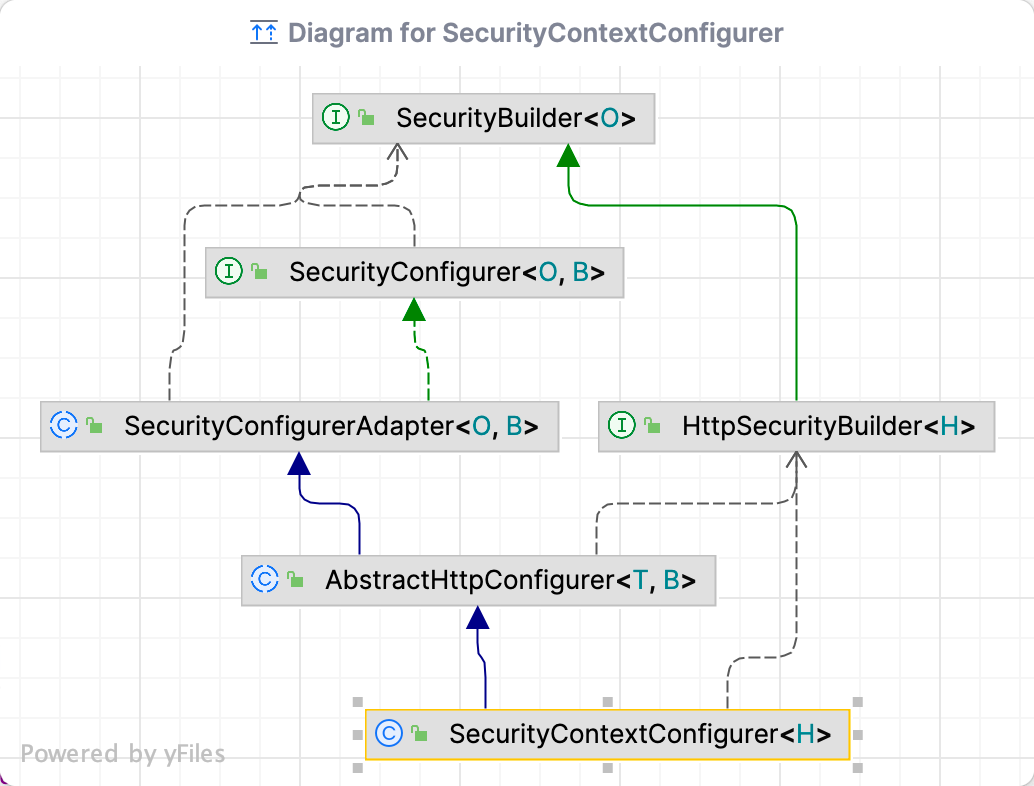 Diagram for SecurityContextConfigurer
I SecurityBuilder<O>
I SecurityConfigurer<O, B>
C SecurityConfigurerAdapter<O, B>
I HttpSecurityBuilder<H>
C AbstractHttpConfigurer<T, B>
C SecurityContextConfigurer<H>
Powered by yFiles